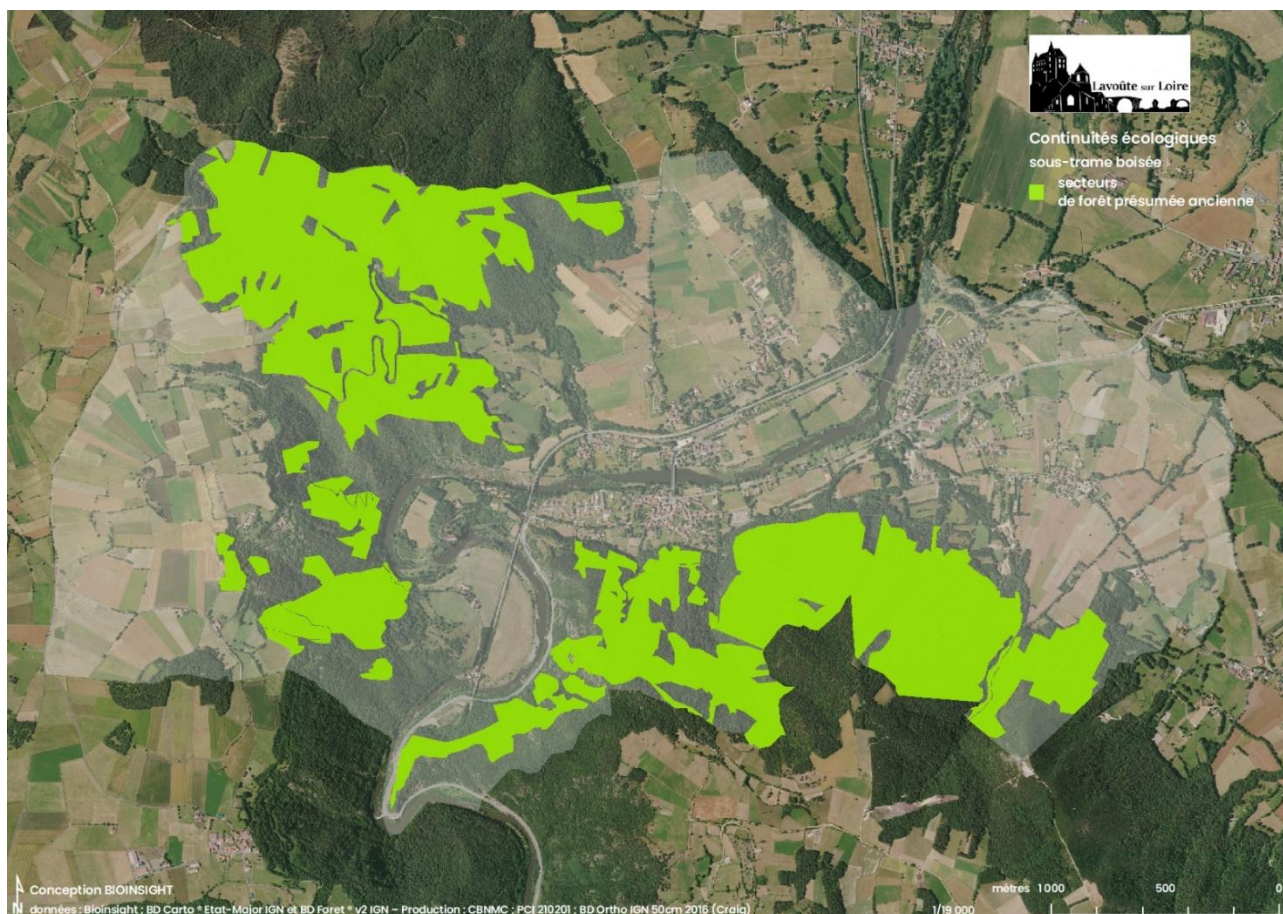 Lavoûte sur Loire
Continuités écologiques
sous-trame boisée
secteurs
de forêt présumée ancienne
Conception BIOINSIGHT
mètres 1 000 500 0
N données : Bioinsight ; BD Carto ® Etat-Major IGN et BD Foret ® v2 IGN – Production : CBNMC ; PCI 210201 ; BD Ortho IGN 50cm 2016 (Craig)
1/19 000